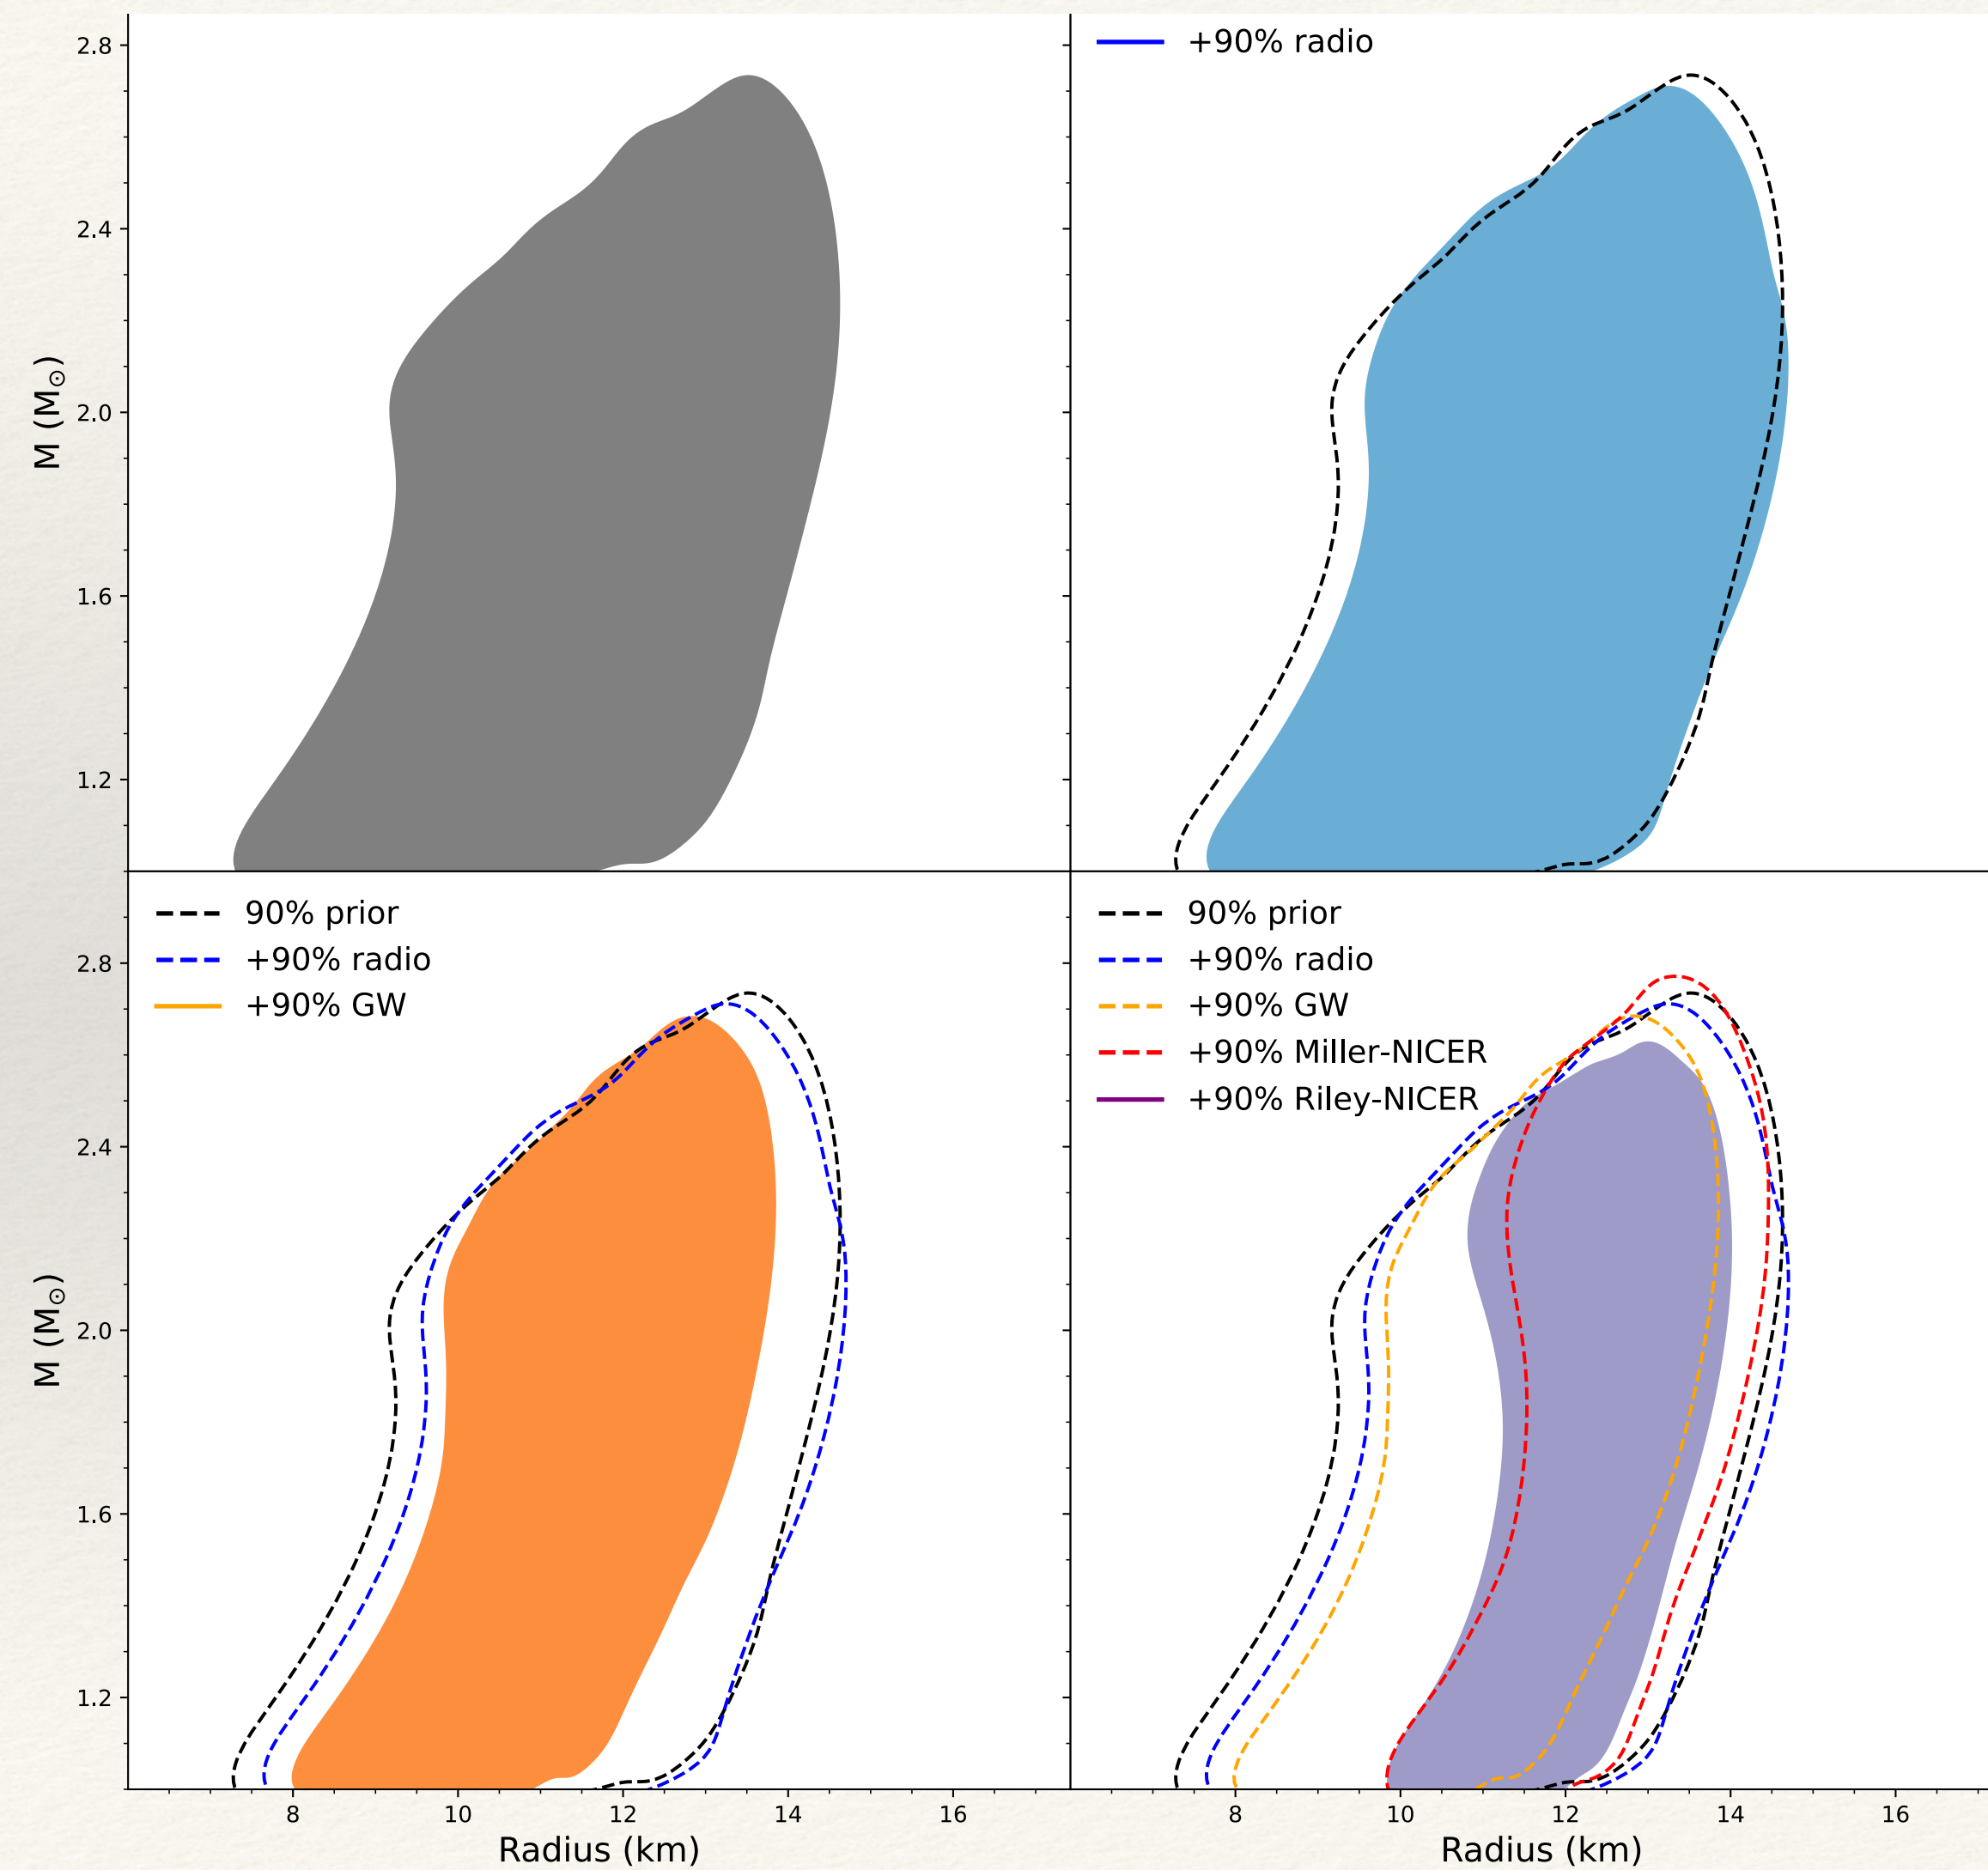 +90% radio
2.8
2.4
2.0
1.6
1.2
M (M☉)
90% prior
+90% radio
+90% GW
90% prior
+90% radio
+90% GW
+90% Miller-NICER
+90% Riley-NICER
2.8
2.4
2.0
1.6
1.2
M (M☉)
8 10 12 14 16
8 10 12 14 16
Radius (km)
Radius (km)